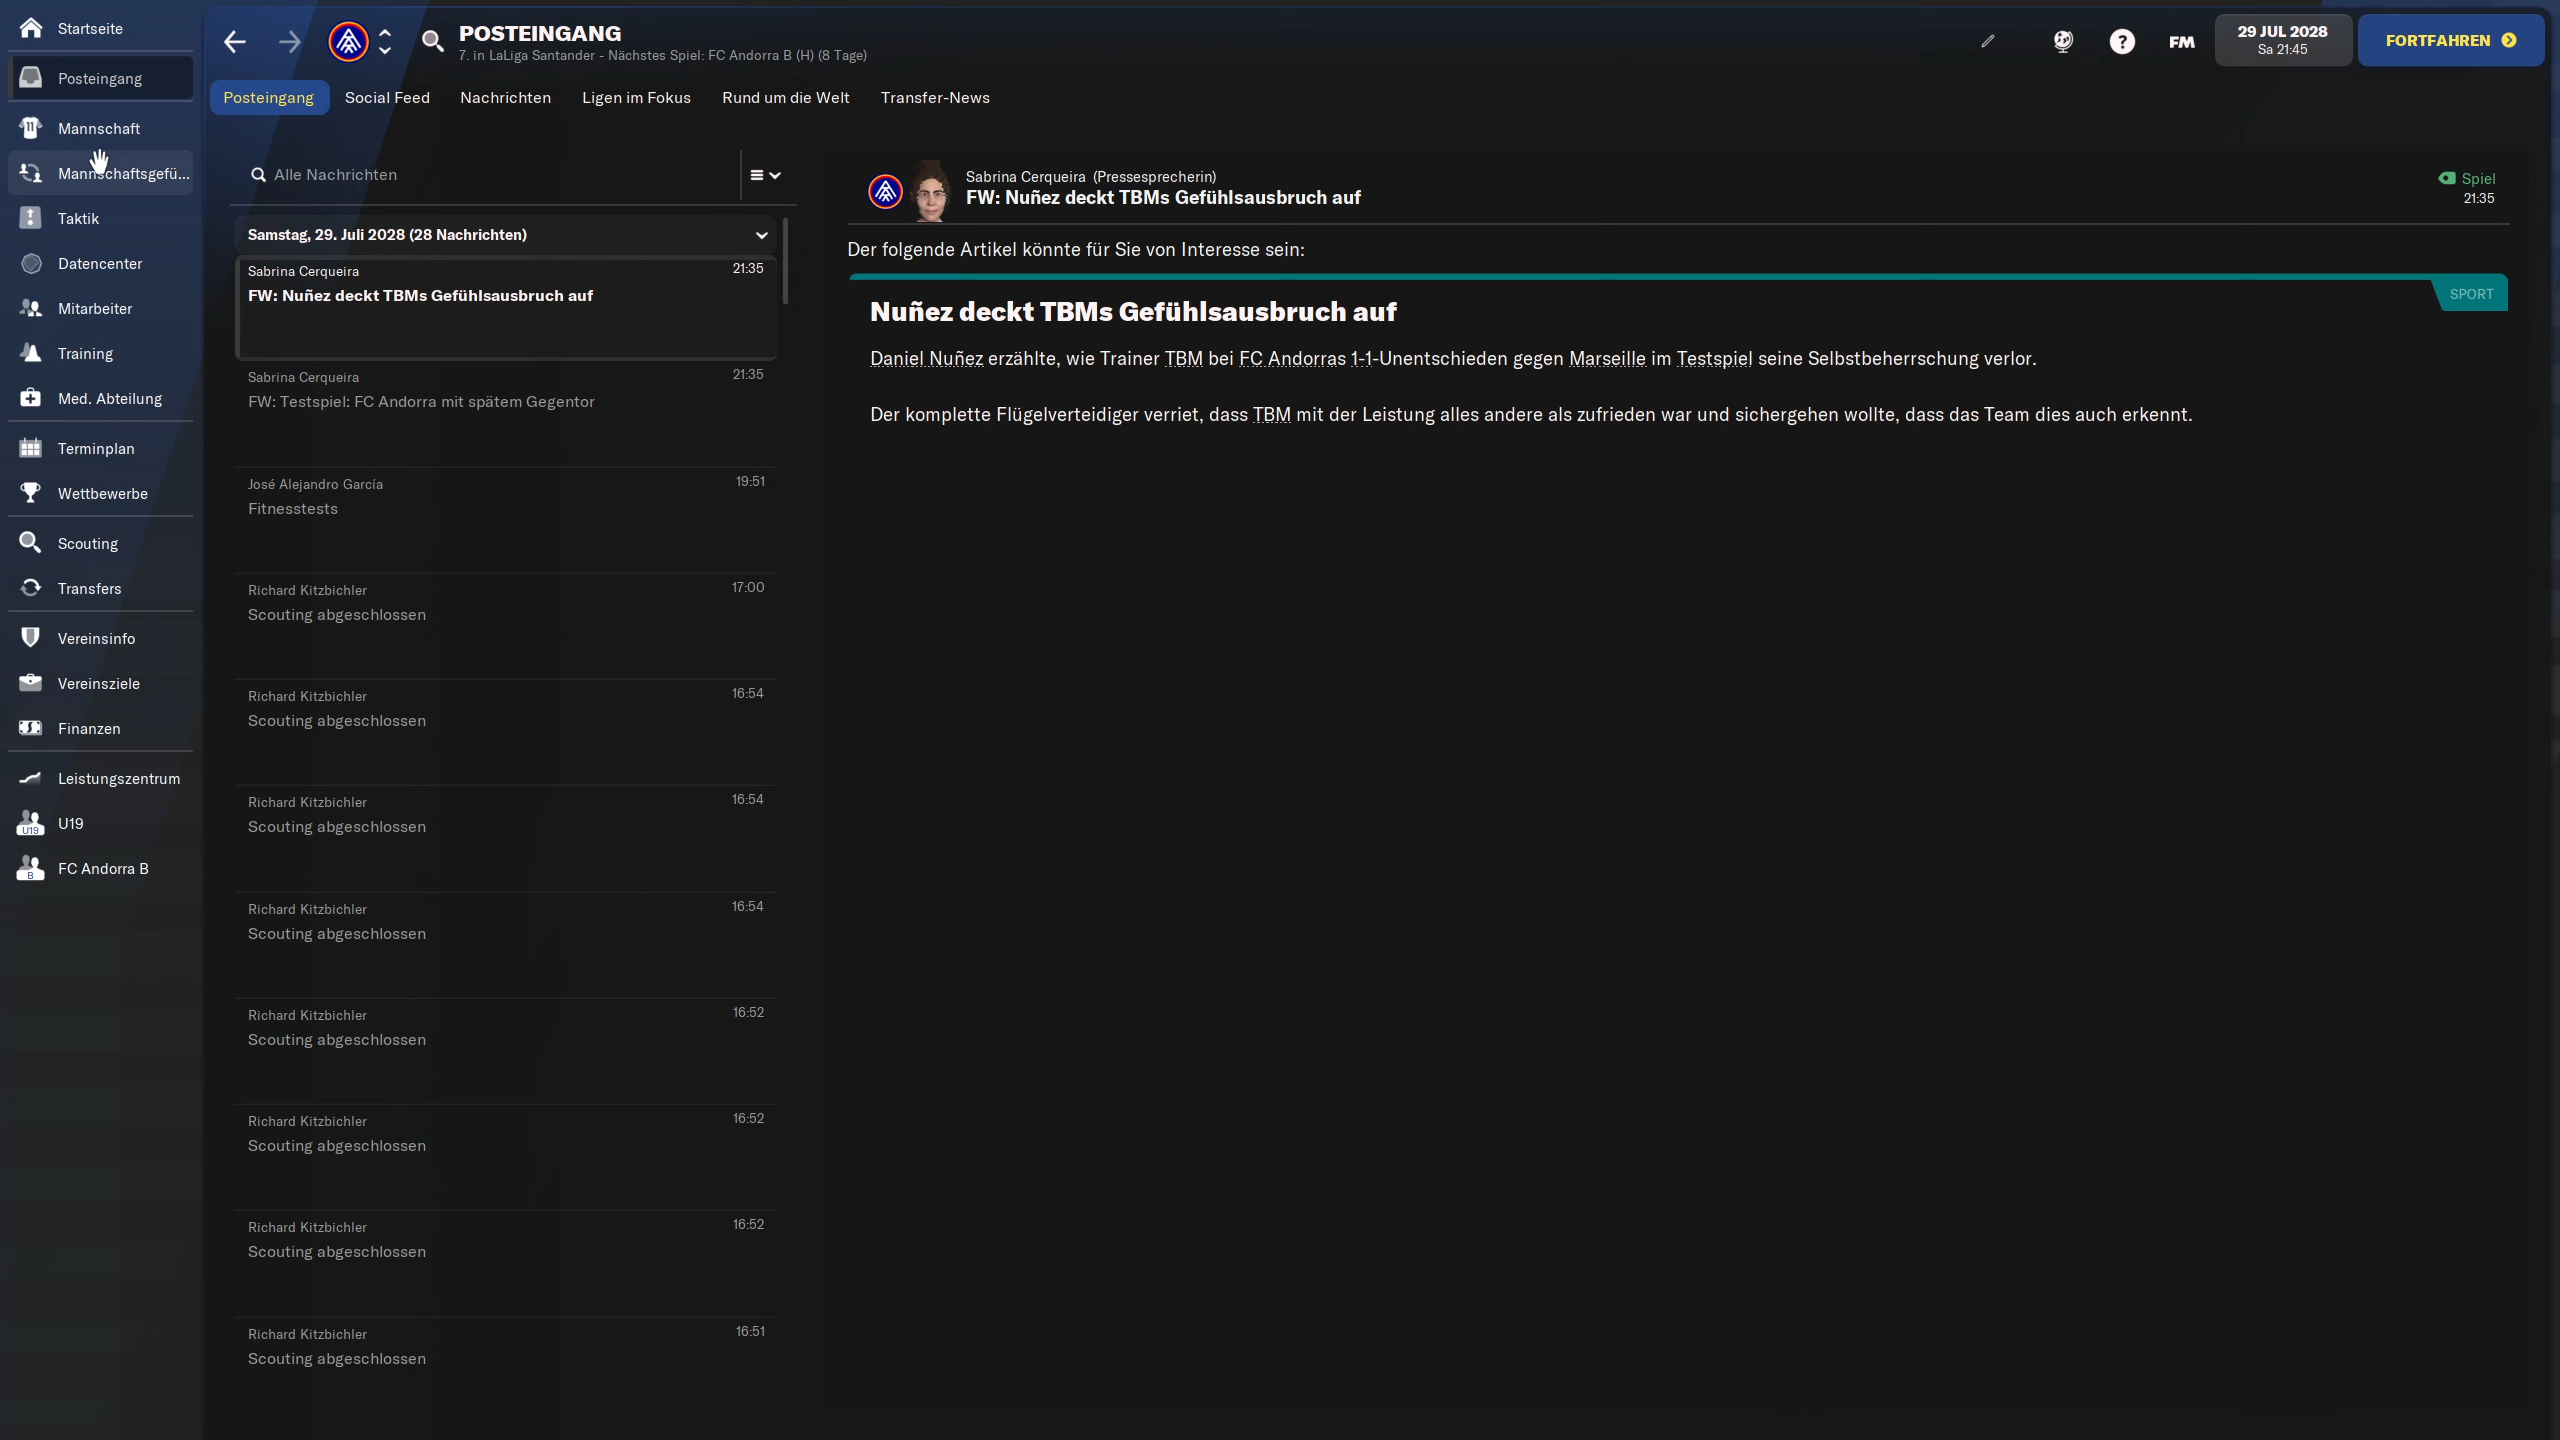 Startseite
Posteingang
Mannschaft
Mannschaftsgefü...
Taktik
Datencenter
Mitarbeiter
Training
Med. Abteilung
Terminplan
Wettbewerbe
Scouting
Transfers
Vereinsinfo
Vereinsziele
Finanzen
Leistungszentrum
U19
U19
B
FC Andorra B
POSTEINGANG
7. in LaLiga Santander - Nächstes Spiel: FC Andorra B (H) (8 Tage)
FM
29 JUL 2028
Sa 21:45
FORTFAHREN
Posteingang Social Feed Nachrichten Ligen im Fokus Rund um die Welt Transfer-News
Alle Nachrichten
Samstag, 29. Juli 2028 (28 Nachrichten)
Sabrina Cerqueira 21:35
FW: Nuñez deckt TBMs Gefühlsausbruch auf
Sabrina Cerqueira 21:35
FW: Testspiel: FC Andorra mit spätem Gegentor
José Alejandro García 19:51
Fitnesstests
Richard Kitzbichler 17:00
Scouting abgeschlossen
Richard Kitzbichler 16:54
Scouting abgeschlossen
Richard Kitzbichler 16:54
Scouting abgeschlossen
Richard Kitzbichler 16:54
Scouting abgeschlossen
Richard Kitzbichler 16:52
Scouting abgeschlossen
Richard Kitzbichler 16:52
Scouting abgeschlossen
Richard Kitzbichler 16:52
Scouting abgeschlossen
Richard Kitzbichler 16:51
Scouting abgeschlossen
Sabrina Cerqueira (Pressesprecherin)
FW: Nuñez deckt TBMs Gefühlsausbruch auf
Spiel
21:35
Der folgende Artikel könnte für Sie von Interesse sein:
SPORT
Nuñez deckt TBMs Gefühlsausbruch auf
Daniel Nuñez erzählte, wie Trainer TBM bei FC Andorras 1-1-Unentschieden gegen Marseille im Testspiel seine Selbstbeherrschung verlor.
Der komplette Flügelverteidiger verriet, dass TBM mit der Leistung alles andere als zufrieden war und sichergehen wollte, dass das Team dies auch erkennt.